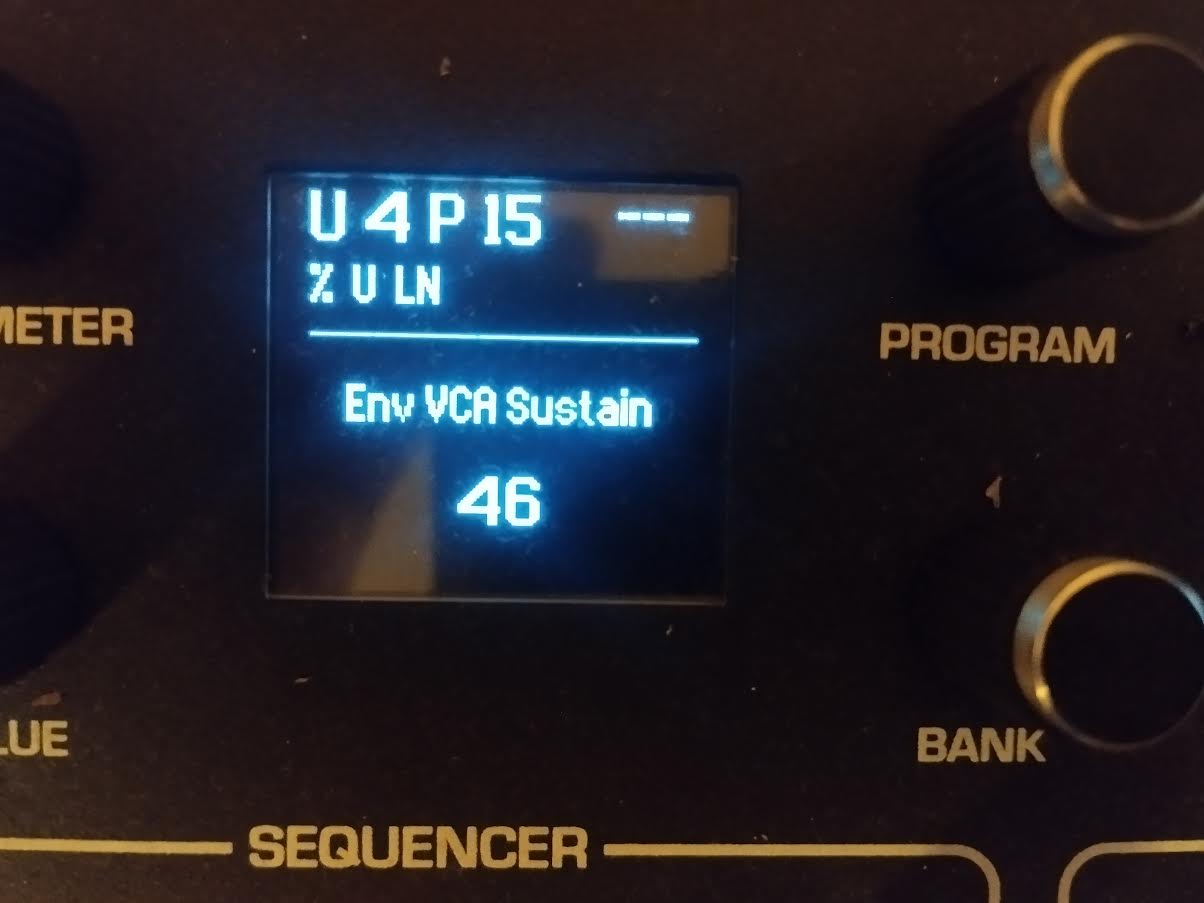 U 4 P 15 ---
% U LN
METER
PROGRAM
Env VCA Sustain
46
LUE
BANK
SEQUENCER